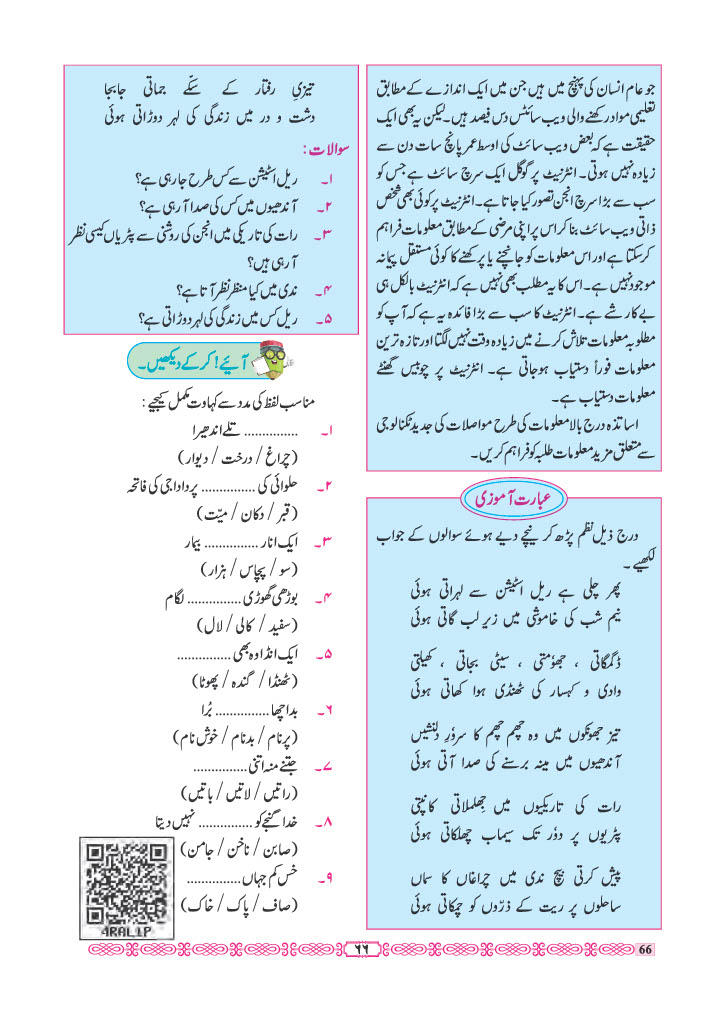 جو عام انسان کی پہنچ میں ہیں جن میں ایک اندازے کے مطابق
تعلیمی مواد رکھنے والی ویب سائٹس دس فیصد ہیں۔ لیکن یہ بھی ایک
حقیقت ہے کہ بعض ویب سائٹ کی اوسط عمر پانچ سات دن سے
زیادہ نہیں ہوتی۔ انٹرنیٹ پر گوگل ایک سرچ سائٹ ہے جس کو
سب سے بڑا سرچ انجن تصور کیا جاتا ہے۔ انٹرنیٹ پر کوئی بھی شخص
ذاتی ویب سائٹ بنا کر اس پر اپنی مرضی کے مطابق معلومات فراہم
کر سکتا ہے اور اس معلومات کو جانچنے یا پرکھنے کا کوئی مستقل پیمانہ
موجود نہیں ہے۔ اس کا یہ مطلب بھی نہیں ہے کہ انٹرنیٹ بالکل ہی
بے کار شے ہے۔ انٹرنیٹ کا سب سے بڑا فائدہ یہ ہے کہ آپ کو
مطلوبہ معلومات تلاش کرنے میں زیادہ وقت نہیں لگتا اور تازہ ترین
معلومات فوراً دستیاب ہوجاتی ہے۔ انٹرنیٹ پر چوبیس گھنٹے
معلومات دستیاب ہے۔
اساتذہ درج بالا معلومات کی طرح مواصلات کی جدید ٹکنالوجی
سے متعلق مزید معلومات طلبہ کو فراہم کریں۔
عبارت آموزی
درج ذیل نظم پڑھ کر نیچے دیے ہوئے سوالوں کے جواب
لکھیے۔
پھر چلی ہے ریل اسٹیشن سے لہراتی ہوئی
نیم شب کی خاموشی میں زیرِ لب گاتی ہوئی
ڈگمگاتی ، جھوٗمتی ، سیٹی بجاتی ، کھیلتی
وادی و کہسار کی ٹھنڈی ہوا کھاتی ہوئی
تیز جھونکوں میں وہ چھم چھم کا سرورِ دلنشیں
آندھیوں میں مینہ برسنے کی صدا آتی ہوئی
رات کی تاریکیوں میں جھلملاتی کانپتی
پٹریوں پر دوٗر تک سیماب چھلکاتی ہوئی
پیش کرتی بیچ ندی میں چراغاں کا سماں
ساحلوں پر ریت کے ذرّوں کو چمکاتی ہوئی
تیزیِ رفتار کے سکّے جماتی جابجا
دشت و در میں زندگی کی لہر دوڑاتی ہوئی
سوالات :
۱۔ ریل اسٹیشن سے کس طرح جا رہی ہے؟
۲۔ آندھیوں میں کس کی صدا آ رہی ہے؟
۳۔ رات کی تاریکی میں انجن کی روشنی سے پٹریاں کیسی نظر
آ رہی ہیں؟
۴۔ ندی میں کیا منظر نظر آتا ہے؟
۵۔ ریل کس میں زندگی کی لہر دوڑاتی ہے؟
آئیے! کر کے دیکھیں۔
مناسب لفظ کی مدد سے کہاوت مکمل کیجیے :
۱۔ ............... تلے اندھیرا
(چراغ / درخت / دیوار)
۲۔ حلوائی کی ............... پر داداجی کی فاتحہ
(قبر / دکان / میّت)
۳۔ ایک انار ............... بیمار
(سو / پچاس / ہزار)
۴۔ بوڑھی گھوڑی ............... لگام
(سفید / کالی / لال)
۵۔ ایک انڈا وہ بھی ...............
(ٹھنڈا / گندہ / پھوٹا)
۶۔ بد اچھا ............... بُرا
(پرنام / بدنام / خوش نام)
۷۔ جتنے منہ اتنی ...............
(راتیں / لاتیں / باتیں)
۸۔ خدا گنجے کو ............... نہیں دیتا
(صابن / ناخن / جامن)
۹۔ خس کم جہاں ...............
(صاف / پاک / خاک)
4RAL1P
۶۶
66